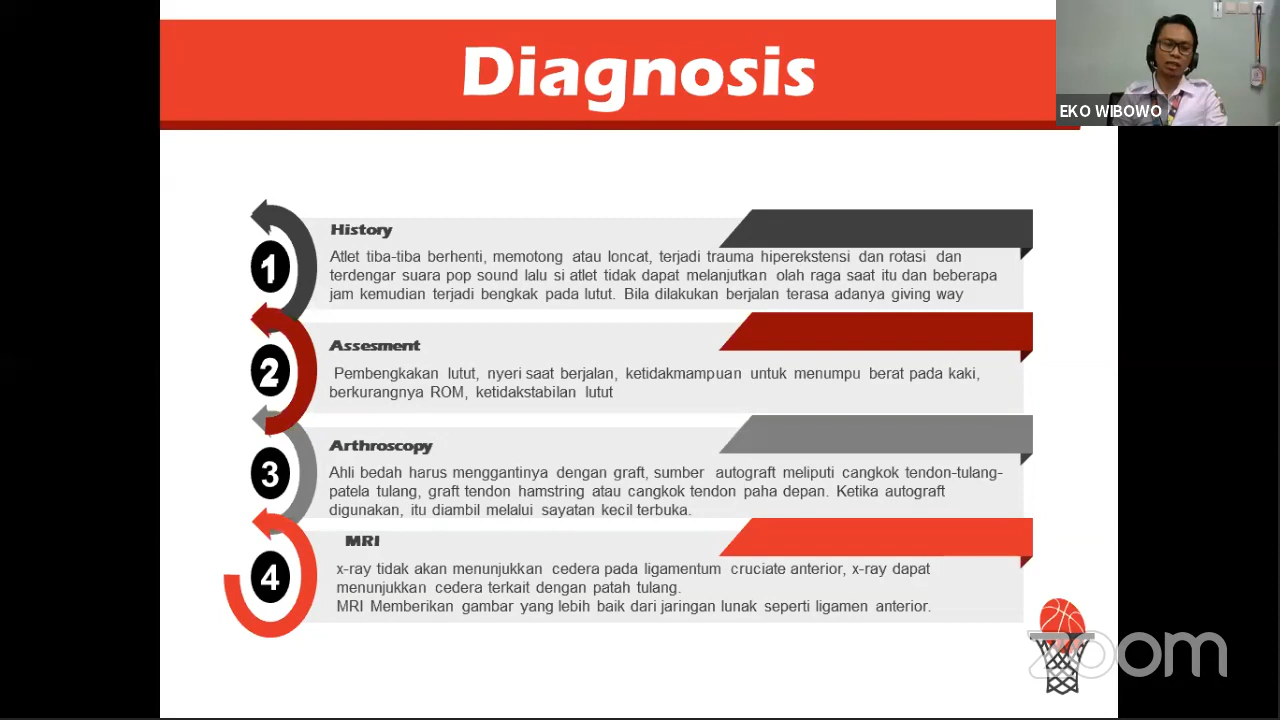 Diagnosis
EKO WIBOWO
1
History
Atlet tiba-tiba berhenti, memotong atau loncat, terjadi trauma hiperekstensi dan rotasi dan
terdengar suara pop sound lalu si atlet tidak dapat melanjutkan olah raga saat itu dan beberapa
jam kemudian terjadi bengkak pada lutut. Bila dilakukan berjalan terasa adanya giving way
2
Assesment
Pembengkakan lutut, nyeri saat berjalan, ketidakmampuan untuk menumpu berat pada kaki,
berkurangnya ROM, ketidakstabilan lutut
3
Arthroscopy
Ahli bedah harus menggantinya dengan graft, sumber autograft meliputi cangkok tendon-tulang-
patela tulang, graft tendon hamstring atau cangkok tendon paha depan. Ketika autograft
digunakan, itu diambil melalui sayatan kecil terbuka.
4
MRI
x-ray tidak akan menunjukkan cedera pada ligamentum cruciate anterior, x-ray dapat
menunjukkan cedera terkait dengan patah tulang.
MRI Memberikan gambar yang lebih baik dari jaringan lunak seperti ligamen anterior.
zoom